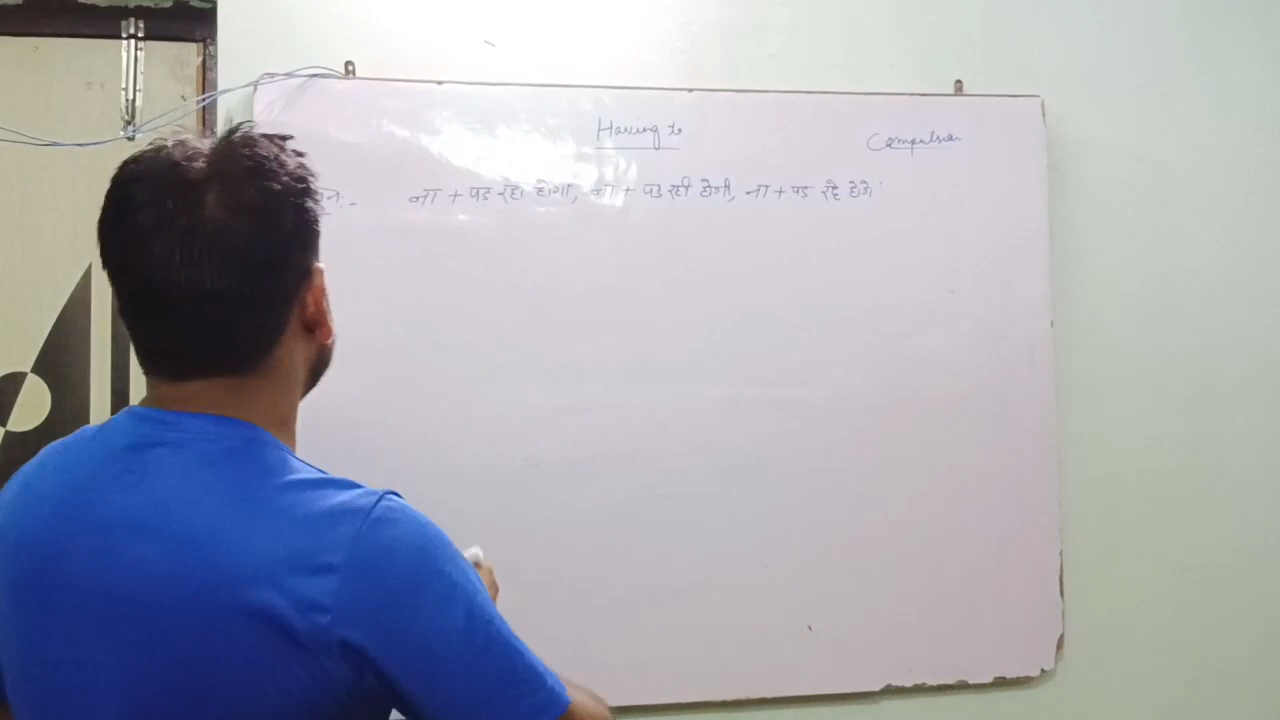 Having to
Compulsion
ना + पड रहा होगा, ना + पड रही होगी, ना + पड रहे होंगे